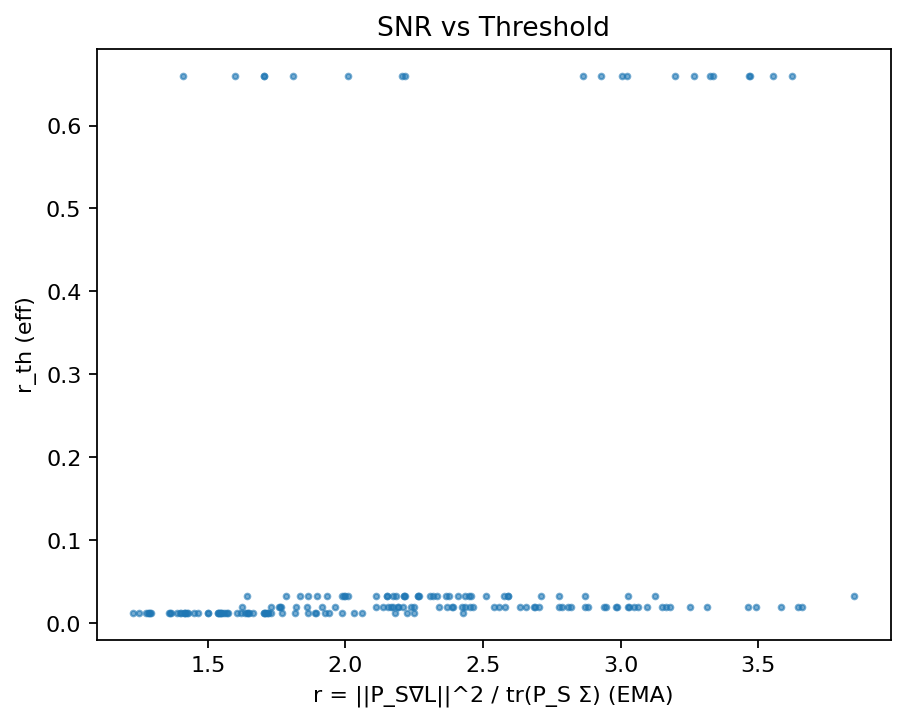 SNR vs Threshold
r_th (eff)
0.6
0.5
0.4
0.3
0.2
0.1
0.0
1.5 2.0 2.5 3.0 3.5
r = ||P_S∇L||^2 / tr(P_S Σ) (EMA)